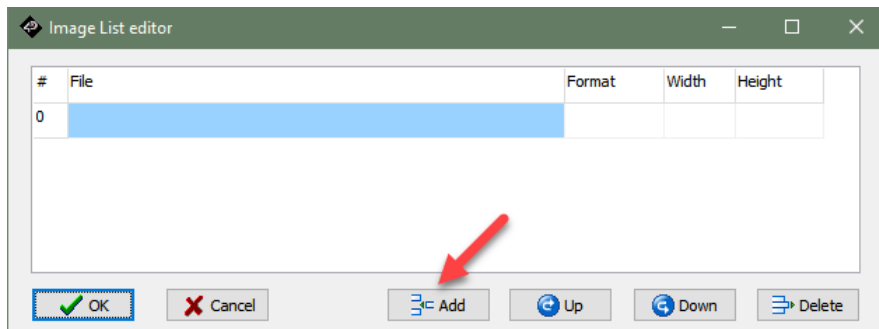 Image List editor
# File Format Width Height
0
OK Cancel Add Up Down Delete